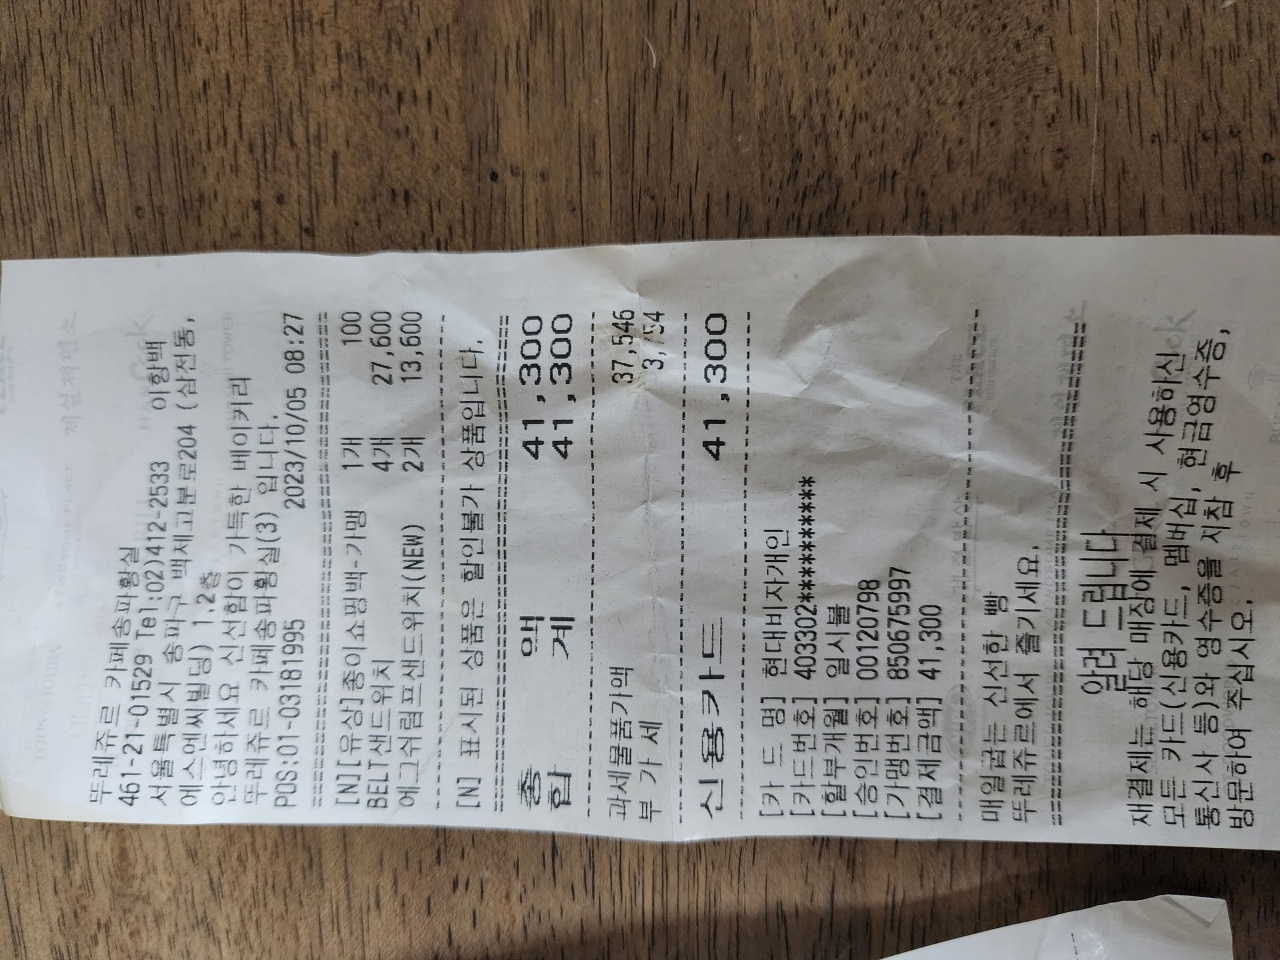 뚜레쥬르 카페 송파황실
461-21-01529 Tel.02)412-2533 이함백
서울특별시 송파구 백제고분로204 (삼전동,
에스엔씨빌딩) 1,2층
안녕하세요 신선함이 가득한 베이커리
뚜레쥬르 카페송파황실(3) 입니다.
POS:01-03181995 2023/10/05 08:27
[N][유상]종이쇼핑백-가맹 1개 100
BELT샌드위치 4개 27,600
에그쉬림프샌드위치(NEW) 2개 13,600
[N] 표시된 상품은 할인불가 상품입니다.
총 액 41,300
합 계 41,300
과세물품가액 37,546
부 가 세
신용카드 41,300
[카 드 명] 현대비자개인
[카드번호] 403302**********
[할부개월] 일시불
[승인번호] 00120798
[가맹번호] 850675997
[결제금액] 41,300
매일굽는 신선한 빵
뚜레쥬르에서 즐기세요.
알려 드립니다
재결제는 해당 매장에 결제 시 사용하신
모든 카드(신용카드, 멤버십, 현금영수증,
통신사 등)와 영수증을 지참 후
방문하여 주십시오.